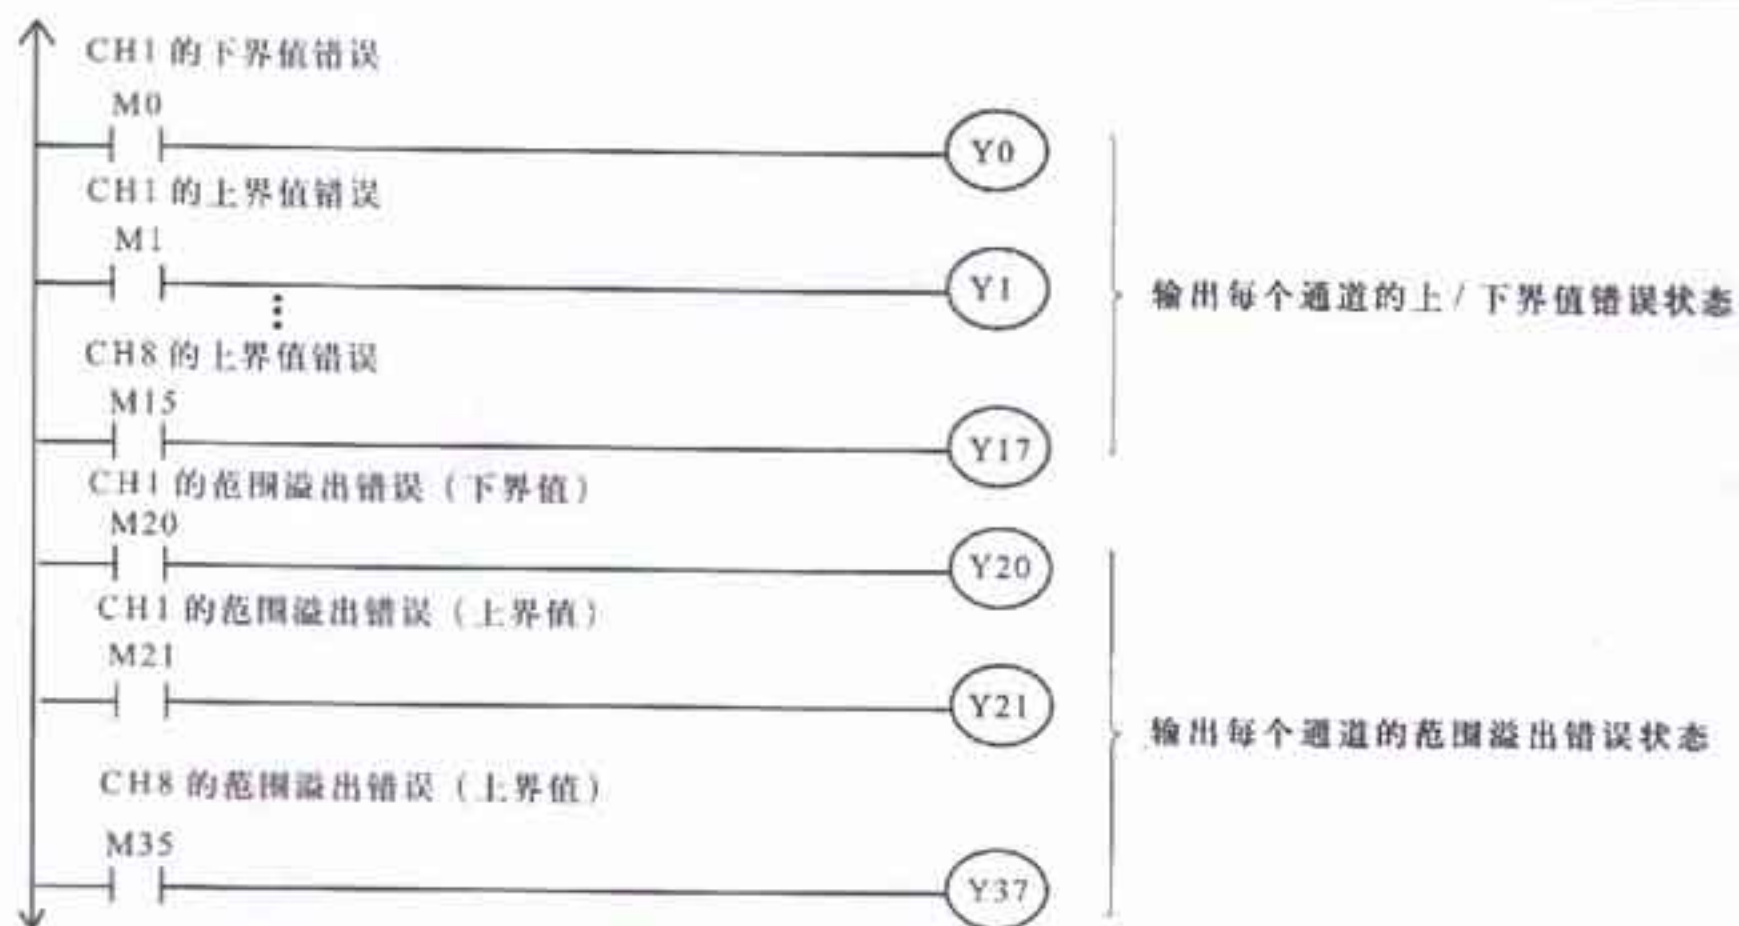 CH1 的下界值错误
M0
Y0
CH1 的上界值错误
M1
Y1
输出每个通道的上/下界值错误状态
⋮
CH8 的上界值错误
M15
Y17
CH1 的范围溢出错误（下界值）
M20
Y20
CH1 的范围溢出错误（上界值）
M21
Y21
输出每个通道的范围溢出错误状态
CH8 的范围溢出错误（上界值）
M35
Y37